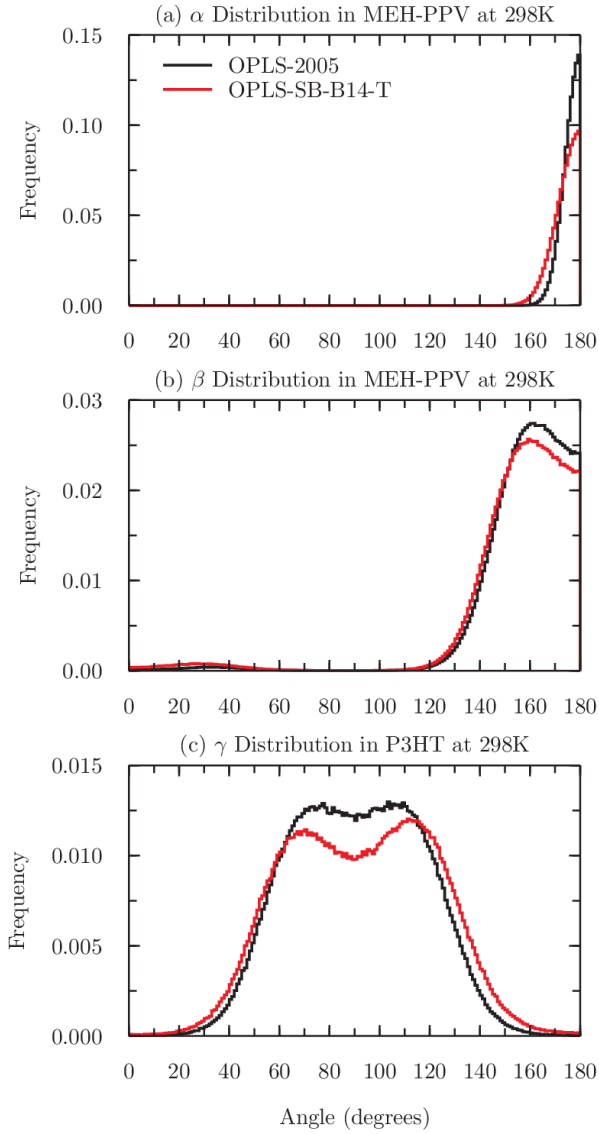 (a) α Distribution in MEH-PPV at 298K
0.15
OPLS-2005
OPLS-SB-B14-T
0.10
Frequency
0.05
0.00
0 20 40 60 80 100 120 140 160 180
(b) β Distribution in MEH-PPV at 298K
0.03
0.02
Frequency
0.01
0.00
0 20 40 60 80 100 120 140 160 180
(c) γ Distribution in P3HT at 298K
0.015
0.010
Frequency
0.005
0.000
0 20 40 60 80 100 120 140 160 180
Angle (degrees)